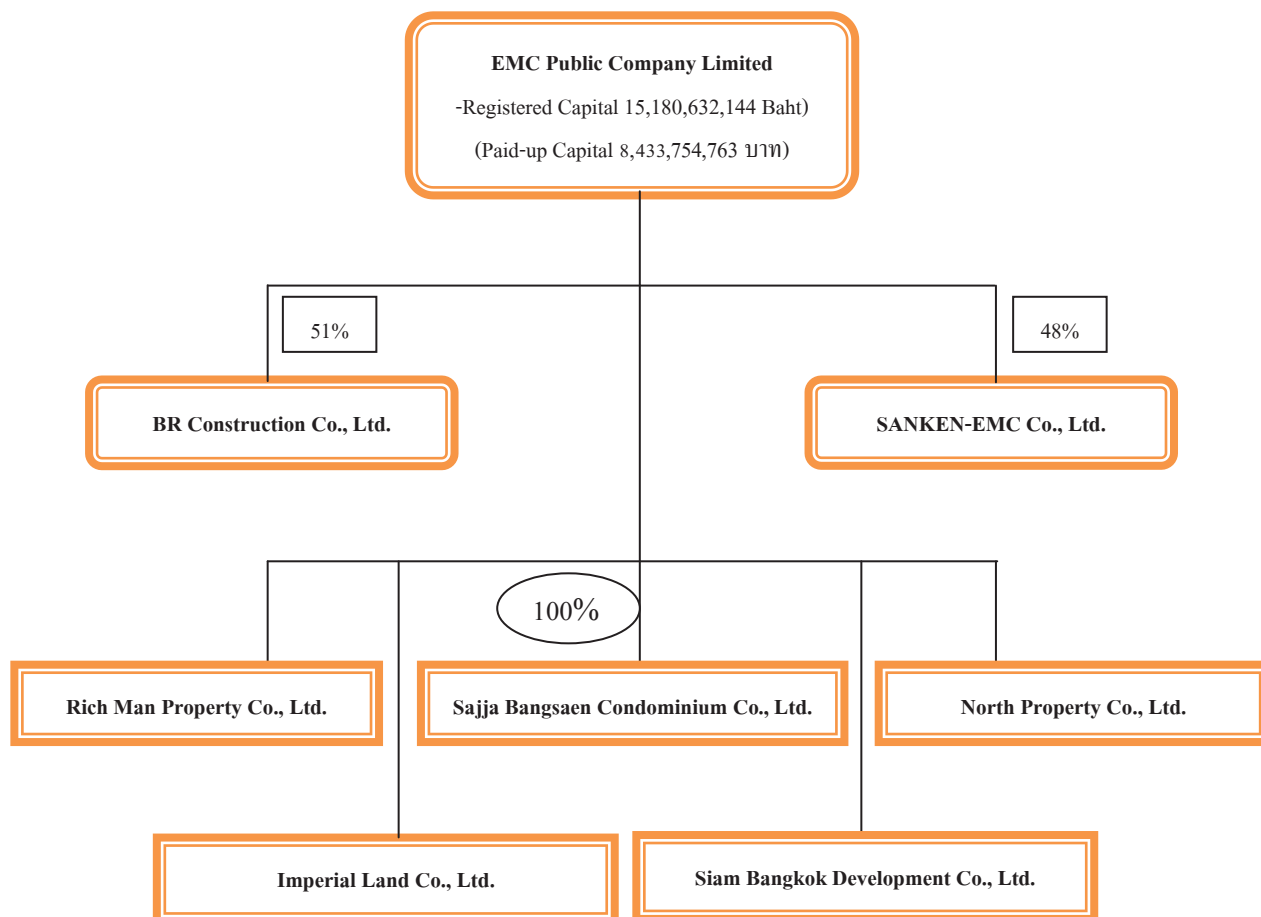 EMC Public Company Limited
-Registered Capital 15,180,632,144 Baht)
(Paid-up Capital 8,433,754,763 บาท)
51%
48%
BR Construction Co., Ltd.
SANKEN-EMC Co., Ltd.
100%
Rich Man Property Co., Ltd.
Sajja Bangsaen Condominium Co., Ltd.
North Property Co., Ltd.
Imperial Land Co., Ltd.
Siam Bangkok Development Co., Ltd.